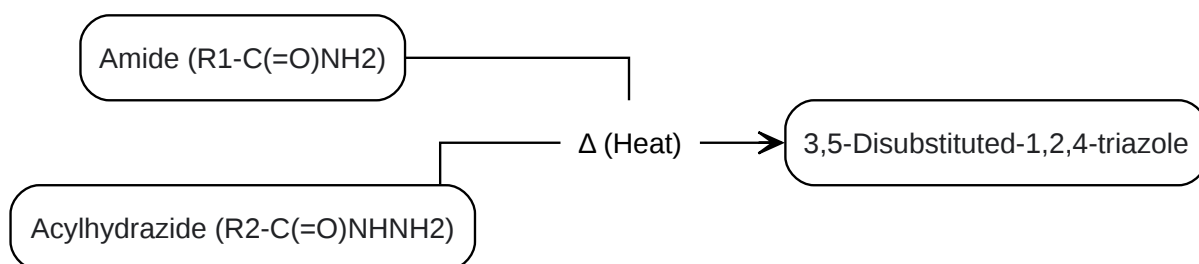 Amide (R1-C(=O)NH2)
Δ (Heat)
3,5-Disubstituted-1,2,4-triazole
Acylhydrazide (R2-C(=O)NHNH2)